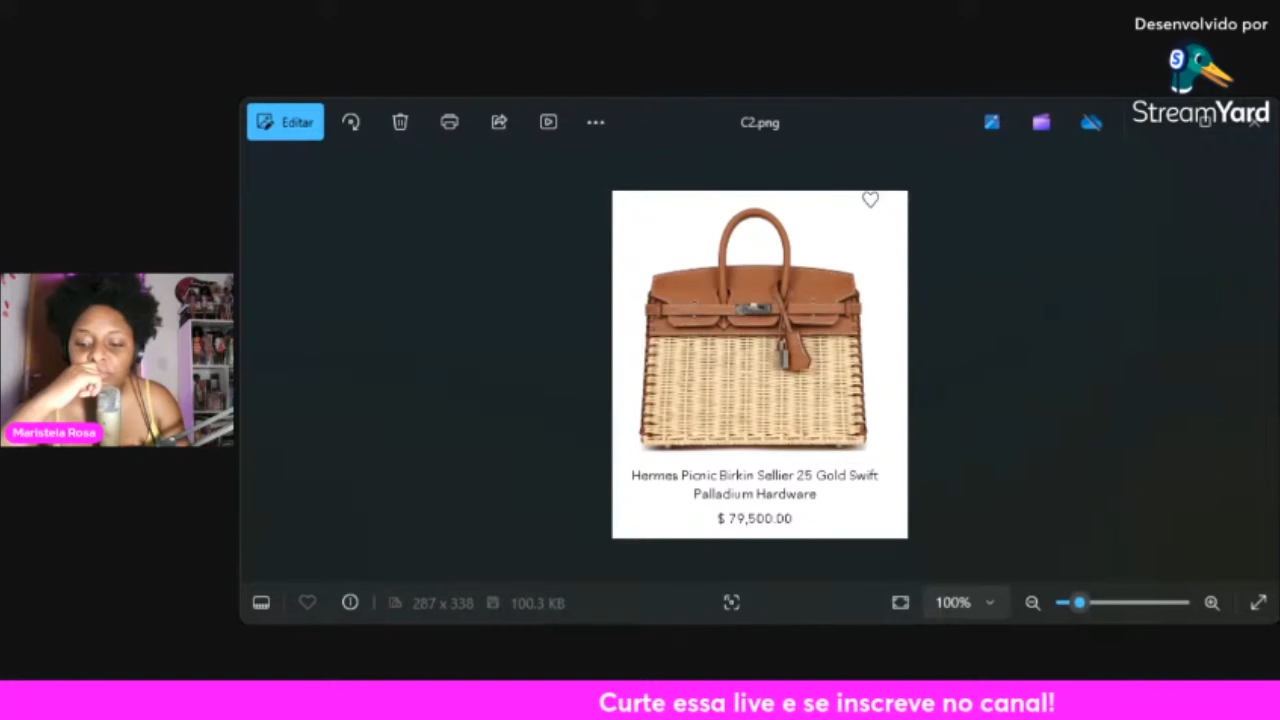 Desenvolvido por
StreamYard
Editar
C2.png
Maristela Rosa
Hermes Picnic Birkin Sellier 25 Gold Swift
Palladium Hardware
$ 79,500.00
287 x 338
100.3 KB
100%
Curte essa live e se inscreve no canal!